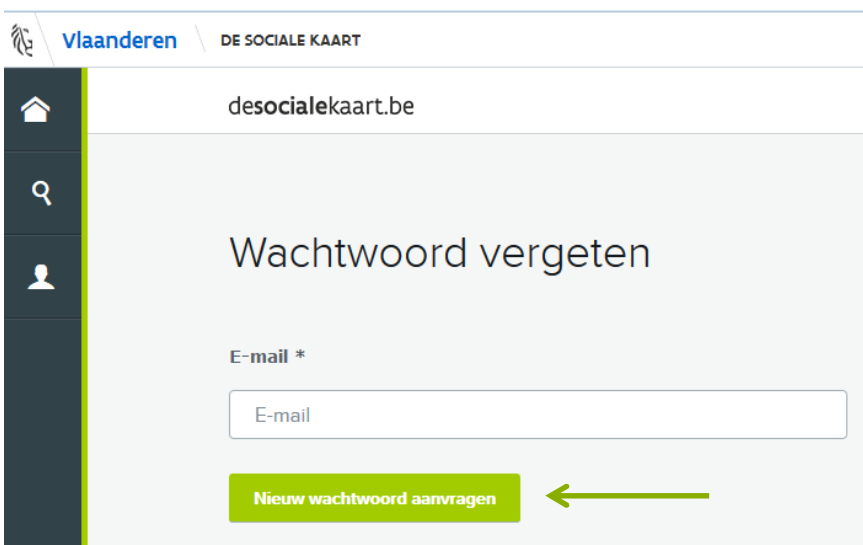 Vlaanderen DE SOCIALE KAART
desocialekaart.be
Wachtwoord vergeten
E-mail *
E-mail
Nieuw wachtwoord aanvragen